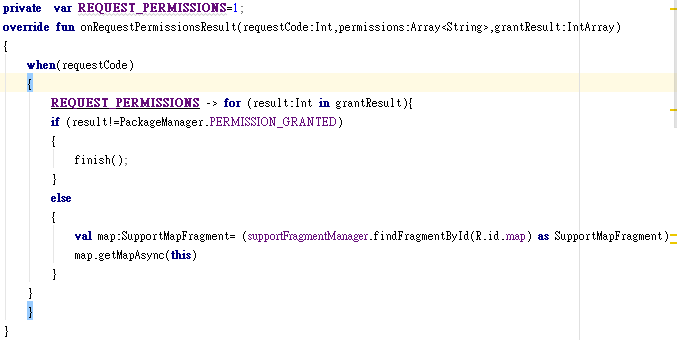 private var REQUEST_PERMISSIONS=1;
override fun onRequestPermissionsResult(requestCode:Int,permissions:Array<String>,grantResult:IntArray)
{
when(requestCode)
{
REQUEST_PERMISSIONS -> for (result:Int in grantResult){
if (result!=PackageManager.PERMISSION_GRANTED)
{
finish();
}
else
{
val map:SupportMapFragment= (supportFragmentManager.findFragmentById(R.id.map) as SupportMapFragment)
map.getMapAsync(this)
}
}
}
}